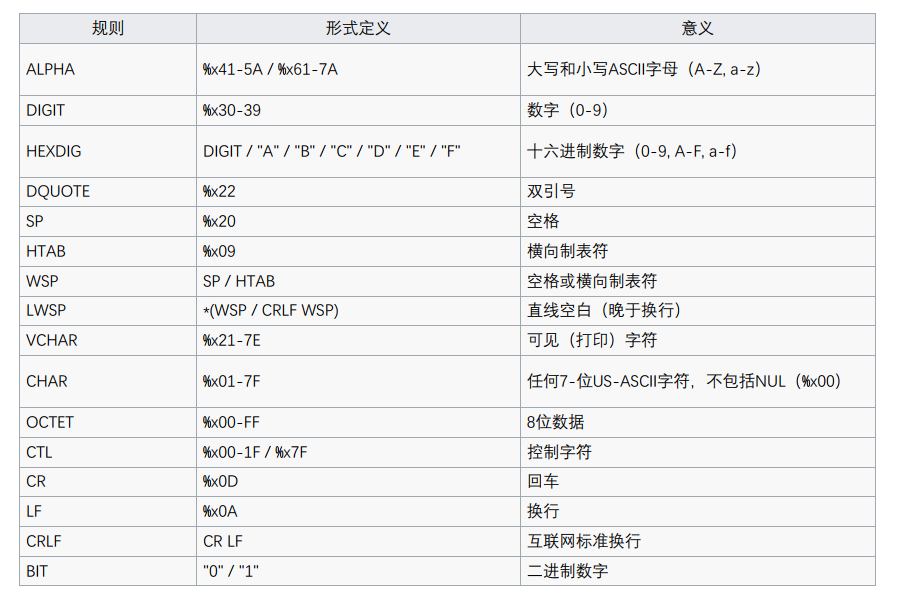 规则 形式定义 意义
ALPHA %x41-5A / %x61-7A 大写和小写ASCII字母（A-Z, a-z）
DIGIT %x30-39 数字（0-9）
HEXDIG DIGIT / "A" / "B" / "C" / "D" / "E" / "F" 十六进制数字（0-9, A-F, a-f）
DQUOTE %x22 双引号
SP %x20 空格
HTAB %x09 横向制表符
WSP SP / HTAB 空格或横向制表符
LWSP *(WSP / CRLF WSP) 直线空白（晚于换行）
VCHAR %x21-7E 可见（打印）字符
CHAR %x01-7F 任何7-位US-ASCII字符，不包括NUL（%x00）
OCTET %x00-FF 8位数据
CTL %x00-1F / %x7F 控制字符
CR %x0D 回车
LF %x0A 换行
CRLF CR LF 互联网标准换行
BIT "0" / "1" 二进制数字